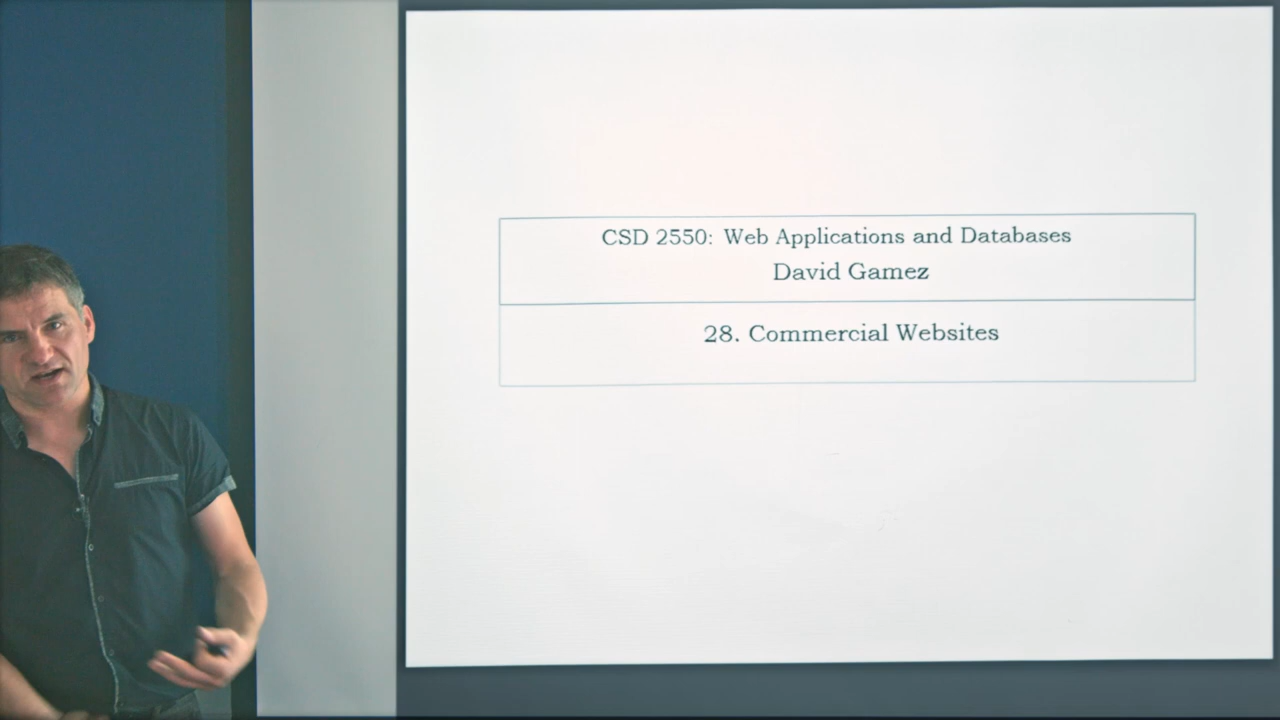 CSD 2550: Web Applications and Databases
David Gamez
28. Commercial Websites